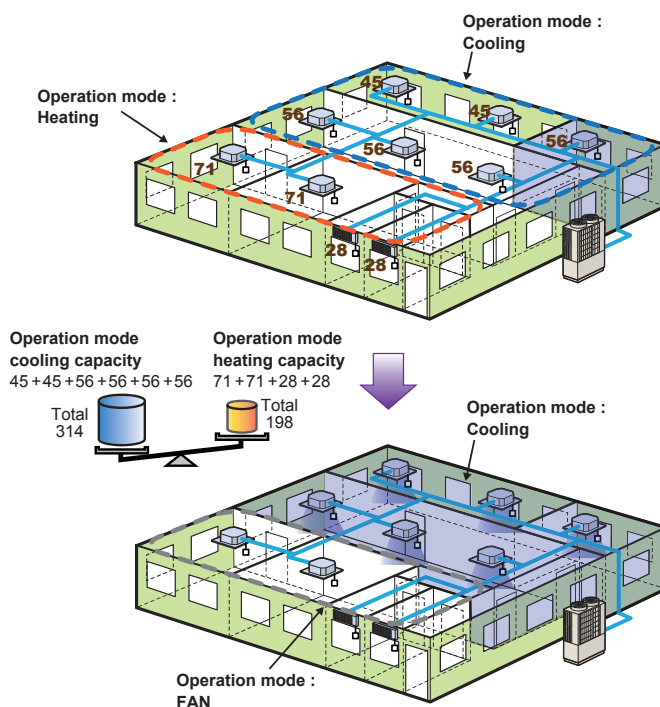 Operation mode :
Cooling
Operation mode :
Heating
45
45
56
56
56
56
71
71
28
28
Operation mode
cooling capacity
45 +45 +56 +56 +56 +56
Total
314
Operation mode
heating capacity
71 +71 +28 +28
Total
198
Operation mode :
Cooling
Operation mode :
FAN